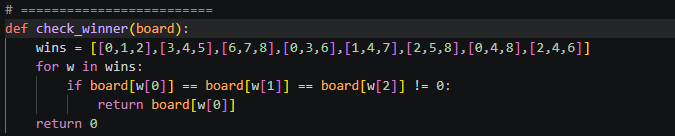 # =========================
def check_winner(board):
    wins = [[0,1,2],[3,4,5],[6,7,8],[0,3,6],[1,4,7],[2,5,8],[0,4,8],[2,4,6]]
    for w in wins:
        if board[w[0]] == board[w[1]] == board[w[2]] != 0:
            return board[w[0]]
    return 0